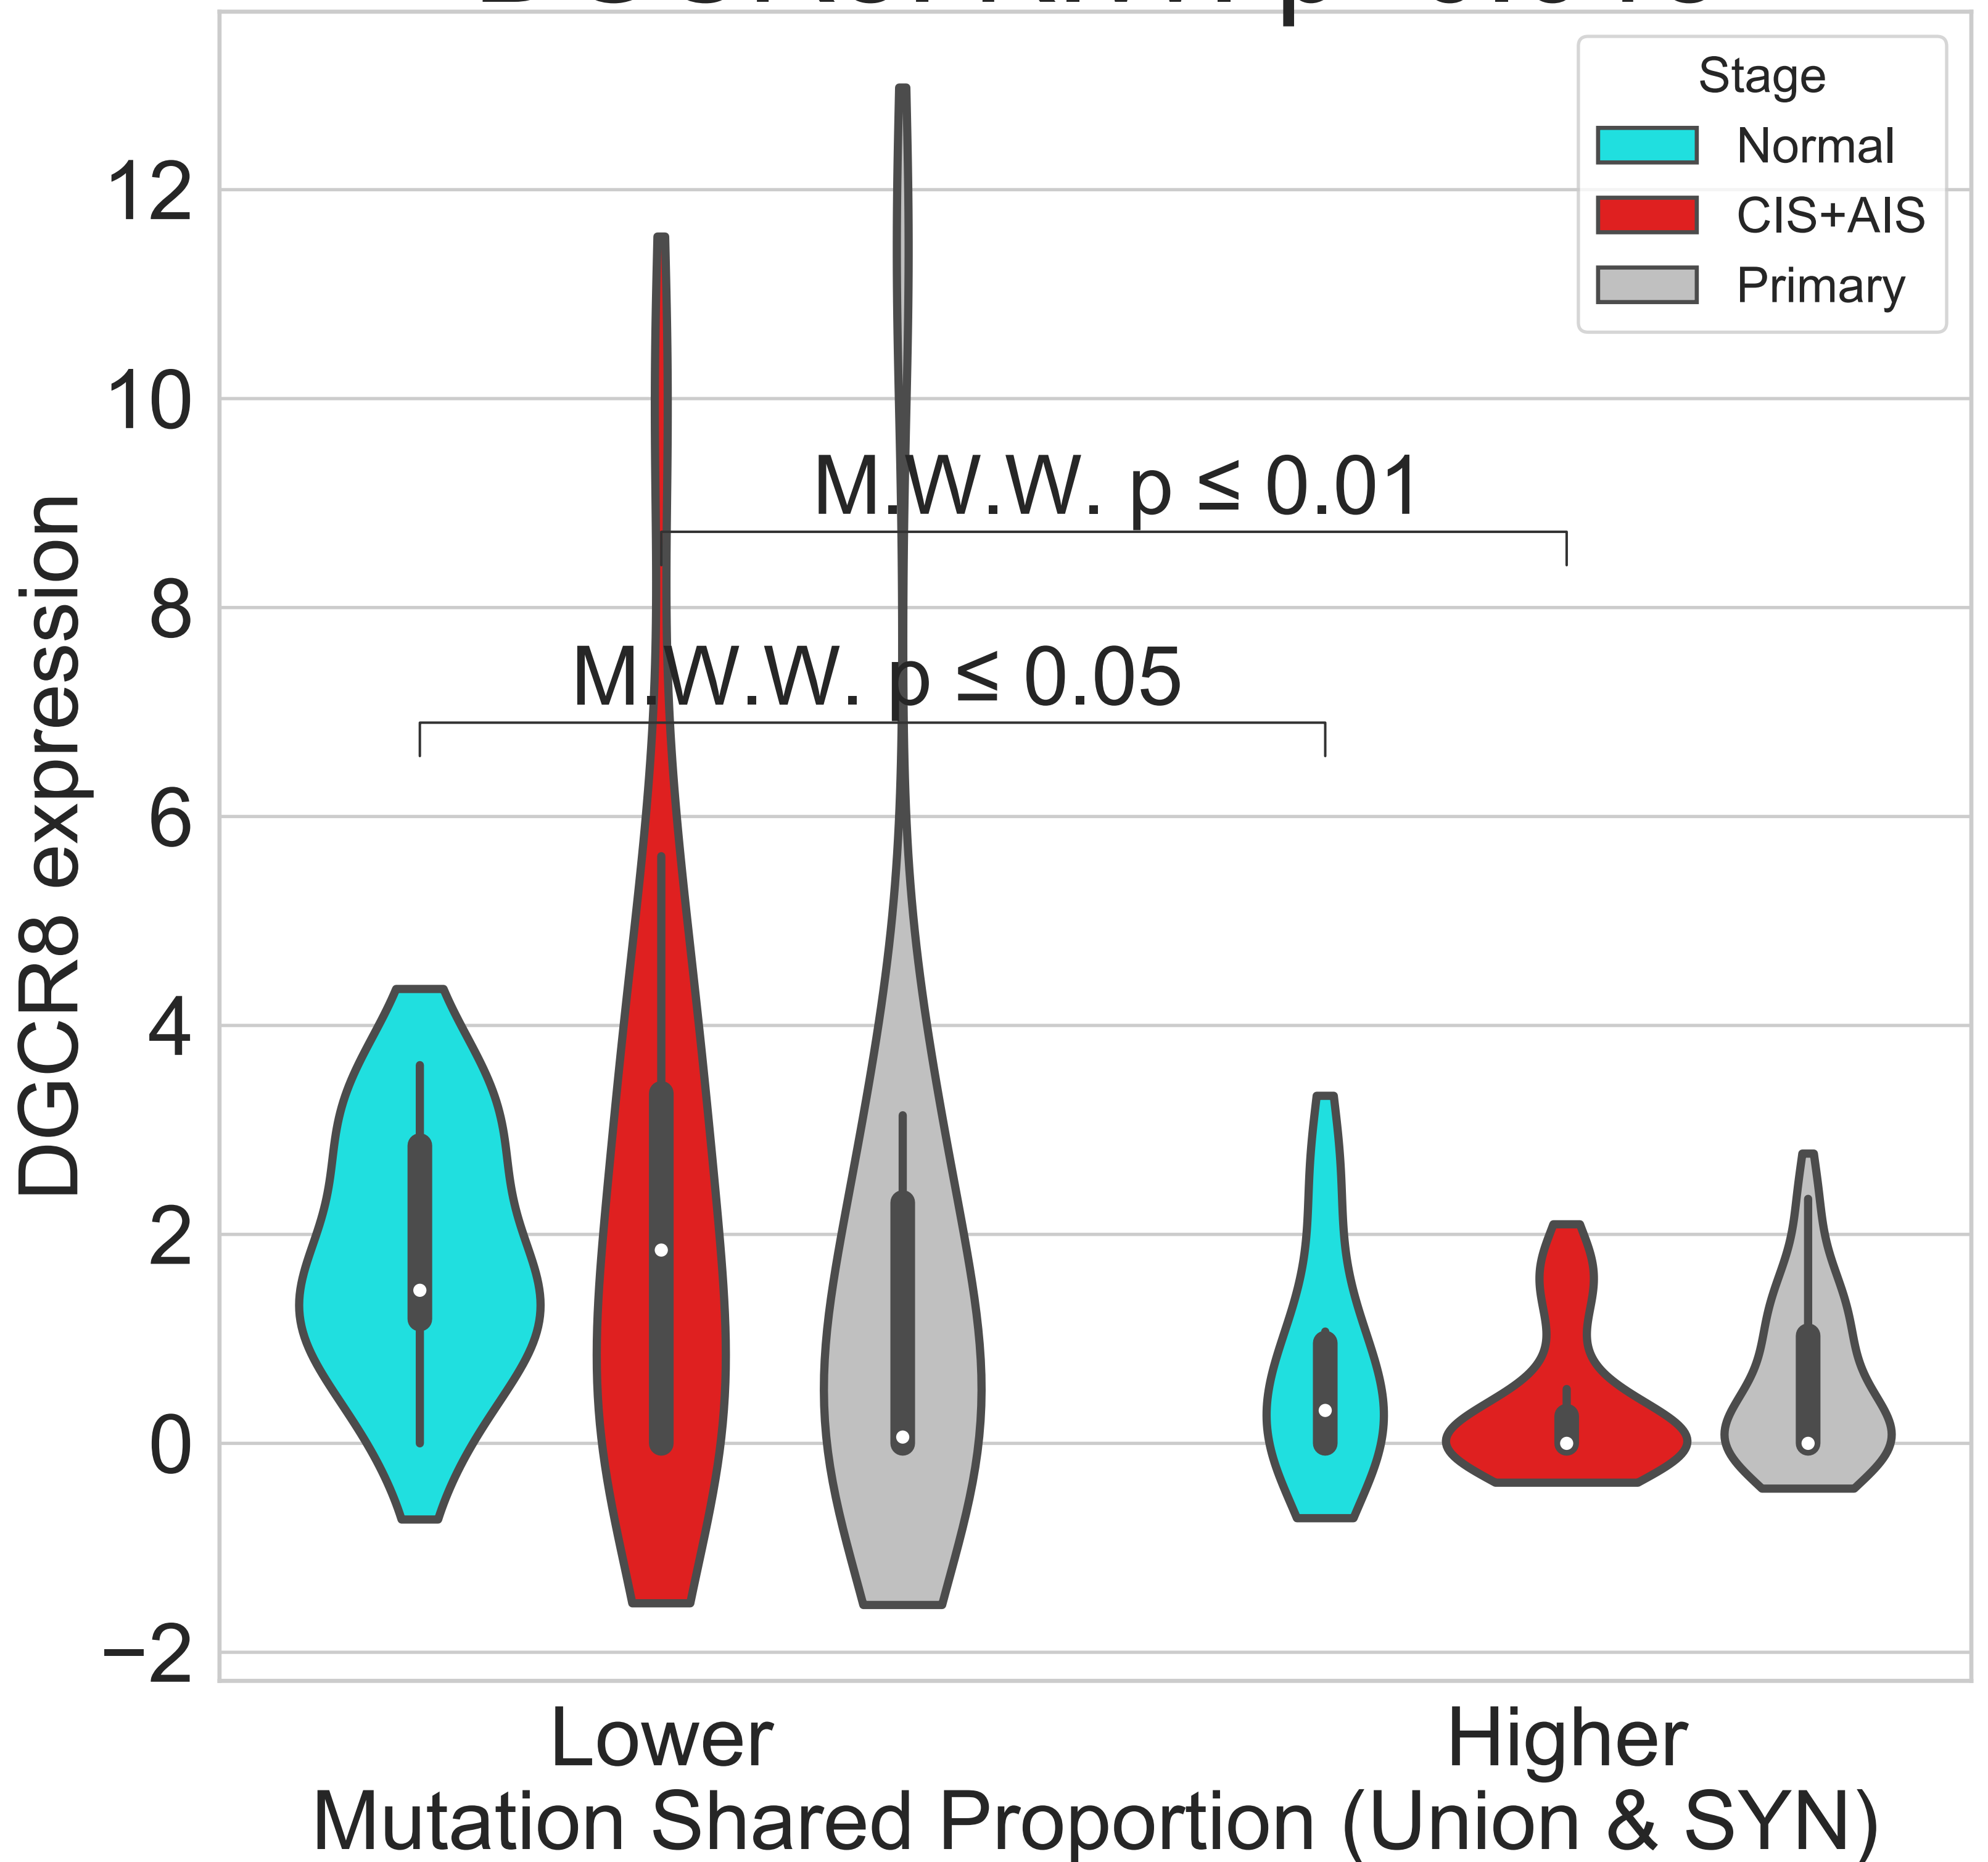 Stage
Normal
CIS+AIS
Primary
12
10
8
6
4
2
0
−2
DGCR8 expression
M.W.W. p ≤ 0.01
M.W.W. p ≤ 0.05
Lower
Higher
Mutation Shared Proportion (Union & SYN)